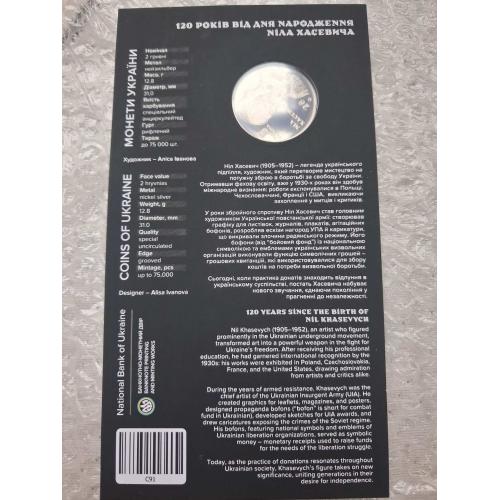 120 РОКІВ ВІД ДНЯ НАРОДЖЕННЯ
НІЛА ХАСЕВИЧА
МОНЕТИ УКРАЇНИ
Номінал
2 гривні
Метал
нейзильбер
Маса, г
12.8
Діаметр, мм
31,0
Якість
карбування
спеціальний
анциркулейтед
Гурт
рифлений
Тираж
до 75 000 шт.
Художник – Аліса Іванова
COINS OF UKRAINE
Face value
2 hryvnias
Metal
nickel silver
Weight, g
12.8
Diameter, mm
31.0
Quality
special
uncirculated
Edge
grooved
Mintage, pcs
up to 75,000
Designer – Alisa Ivanova
Ніл Хасевич (1905–1952) – легенда українського
підпілля, художник, який перетворив мистецтво на
потужну зброю в боротьбі за свободу України.
Отримавши фахову освіту, вже у 1930-х роках він здобув
міжнародне визнання: роботи експонувалися в Польщі,
Чехословаччині, Франції і США, викликаючи
захоплення у митців і критиків.
У роки збройного спротиву Ніл Хасевич став головним
художником Української повстанської армії: створював
графіку для листівок, журналів, плакатів, агітаційних
бофонів, розробляв ескізи нагород УПА й карикатури,
що викривали злочини радянського режиму. Його
бофони (від "бойовий фонд") із національною
символікою та емблемами українських визвольних
організацій виконували функцію символічних грошей –
грошових квитанцій, які використовувалися для збору
коштів на потреби визвольної боротьби.
Сьогодні, коли практика донатів знаходить відлуння в
українському суспільстві, постать Хасевича набуває
нового звучання, єднаючи покоління у
прагненні до незалежності.
120 YEARS SINCE THE BIRTH OF
NIL KHASEVYCH
Nil Khasevych (1905–1952), an artist who figured
prominently in the Ukrainian underground movement,
transformed art into a powerful weapon in the fight for
Ukraine's freedom. After receiving his professional
education, he had garnered international recognition by the
1930s: his works were exhibited in Poland, Czechoslovakia,
France, and the United States, drawing admiration
from artists and critics alike.
During the years of armed resistance, Khasevych was the
chief artist of the Ukrainian Insurgent Army (UIA). He
created graphics for leaflets, magazines, and posters,
designed propaganda bofons ("bofon" is short for combat
fund in Ukrainian), developed sketches for UIA awards, and
drew caricatures exposing the crimes of the Soviet regime.
His bofons, featuring national symbols and emblems of
Ukrainian liberation organizations, served as symbolic
money – monetary receipts used to raise funds
for the needs of the liberation struggle.
Today, as the practice of donations resonates throughout
Ukrainian society, Khasevych's figure takes on new
meaning, uniting generations in their
desire for independence.
National Bank of Ukraine
БАНКНОТНО-МОНЕТНИЙ ДВІР
BANKNOTE PRINTING
AND MINTING WORKS
C91